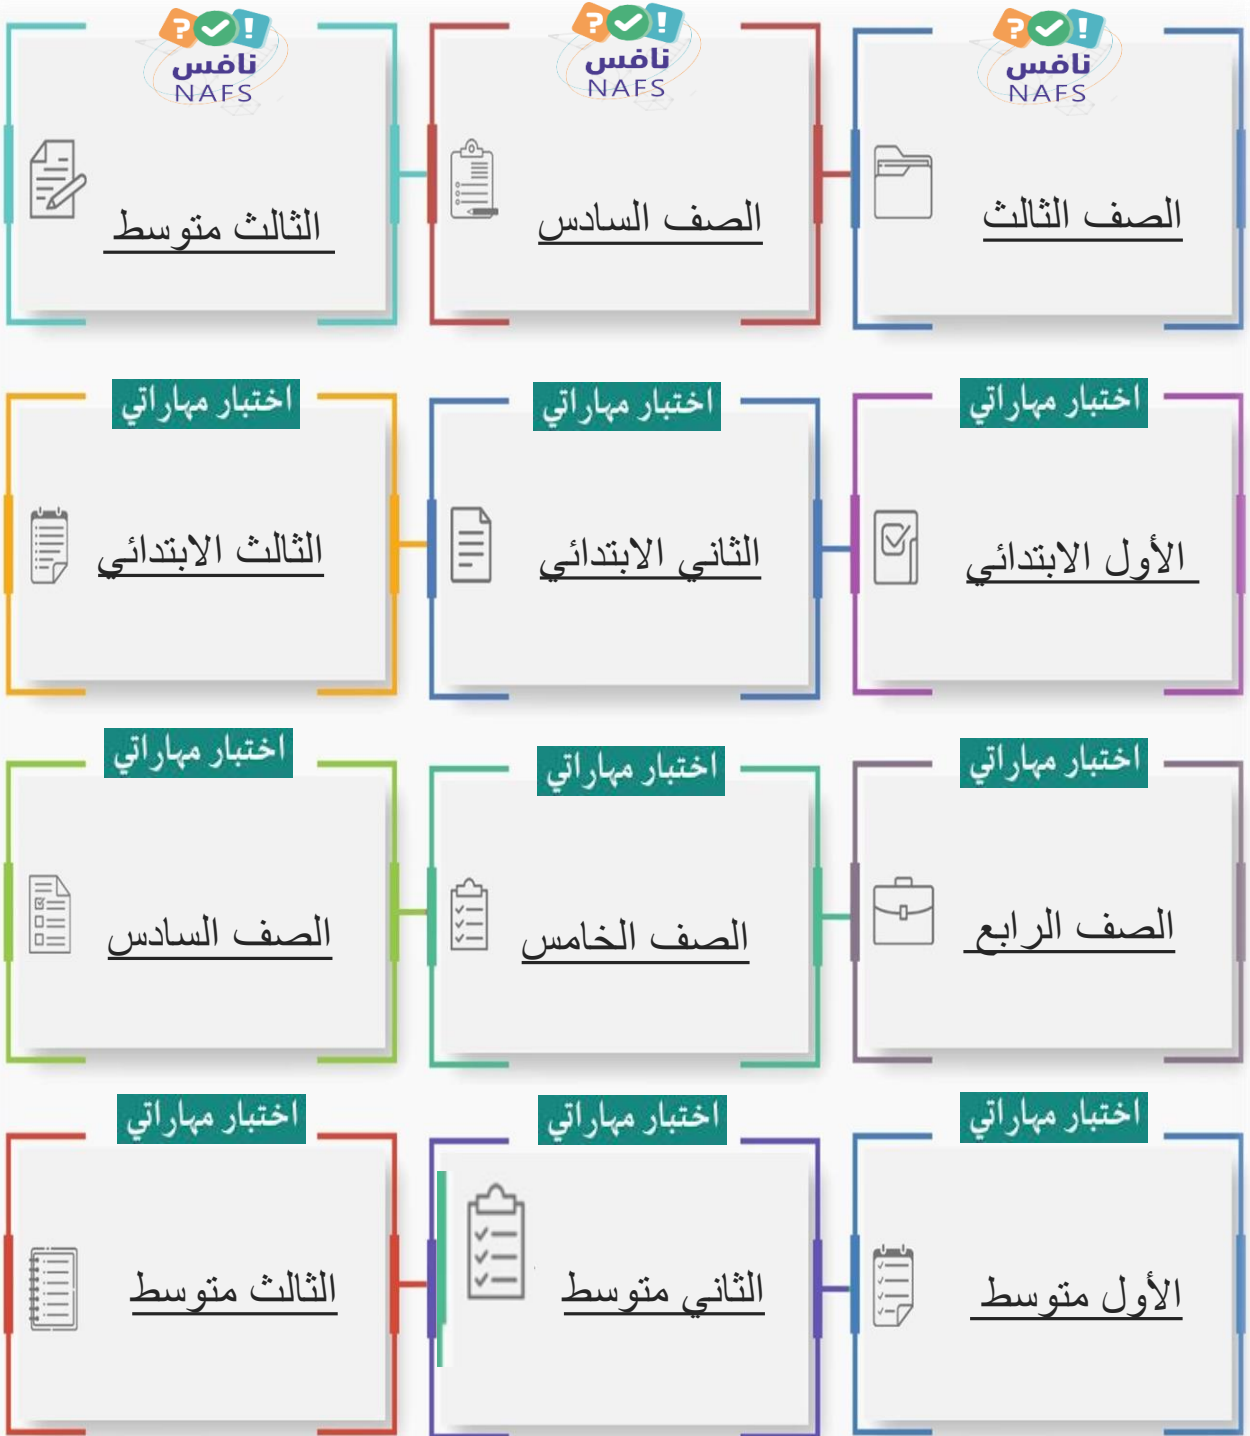 نافس
NAFS
الصف الثالث
نافس
NAFS
الصف السادس
نافس
NAFS
الثالث متوسط
اختبار مهاراتي
الأول الابتدائي
اختبار مهاراتي
الثاني الابتدائي
اختبار مهاراتي
الثالث الابتدائي
اختبار مهاراتي
الصف الرابع
اختبار مهاراتي
الصف الخامس
اختبار مهاراتي
الصف السادس
اختبار مهاراتي
الأول متوسط
اختبار مهاراتي
الثاني متوسط
اختبار مهاراتي
الثالث متوسط